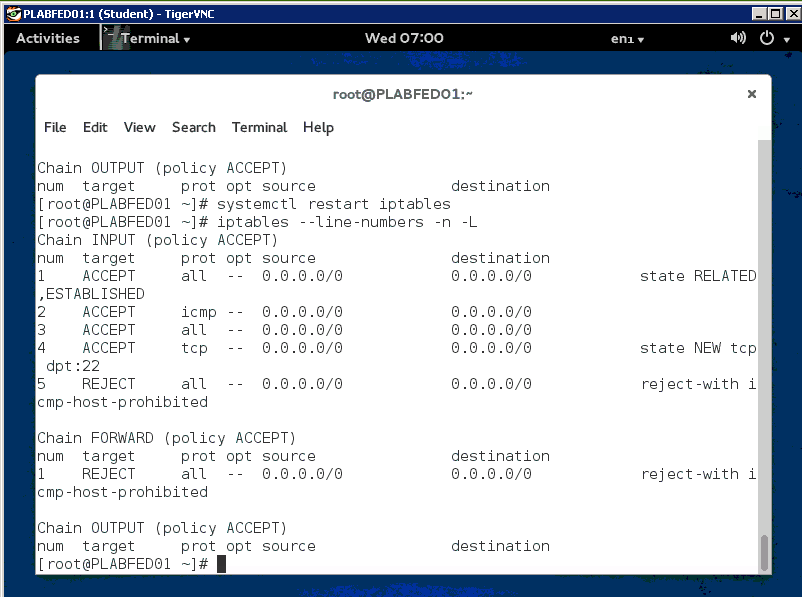 PLABFED01:1 (Student) - TigerVNC
Activities Terminal Wed 07:00 en1
root@PLABFED01:~
File Edit View Search Terminal Help
Chain OUTPUT (policy ACCEPT)
num  target     prot opt source               destination
[root@PLABFED01 ~]# systemctl restart iptables
[root@PLABFED01 ~]# iptables --line-numbers -n -L
Chain INPUT (policy ACCEPT)
num  target     prot opt source               destination
1    ACCEPT     all  --  0.0.0.0/0            0.0.0.0/0            state RELATED
,ESTABLISHED
2    ACCEPT     icmp --  0.0.0.0/0            0.0.0.0/0
3    ACCEPT     all  --  0.0.0.0/0            0.0.0.0/0
4    ACCEPT     tcp  --  0.0.0.0/0            0.0.0.0/0            state NEW tcp
 dpt:22
5    REJECT     all  --  0.0.0.0/0            0.0.0.0/0            reject-with i
cmp-host-prohibited
Chain FORWARD (policy ACCEPT)
num  target     prot opt source               destination
1    REJECT     all  --  0.0.0.0/0            0.0.0.0/0            reject-with i
cmp-host-prohibited
Chain OUTPUT (policy ACCEPT)
num  target     prot opt source               destination
[root@PLABFED01 ~]#